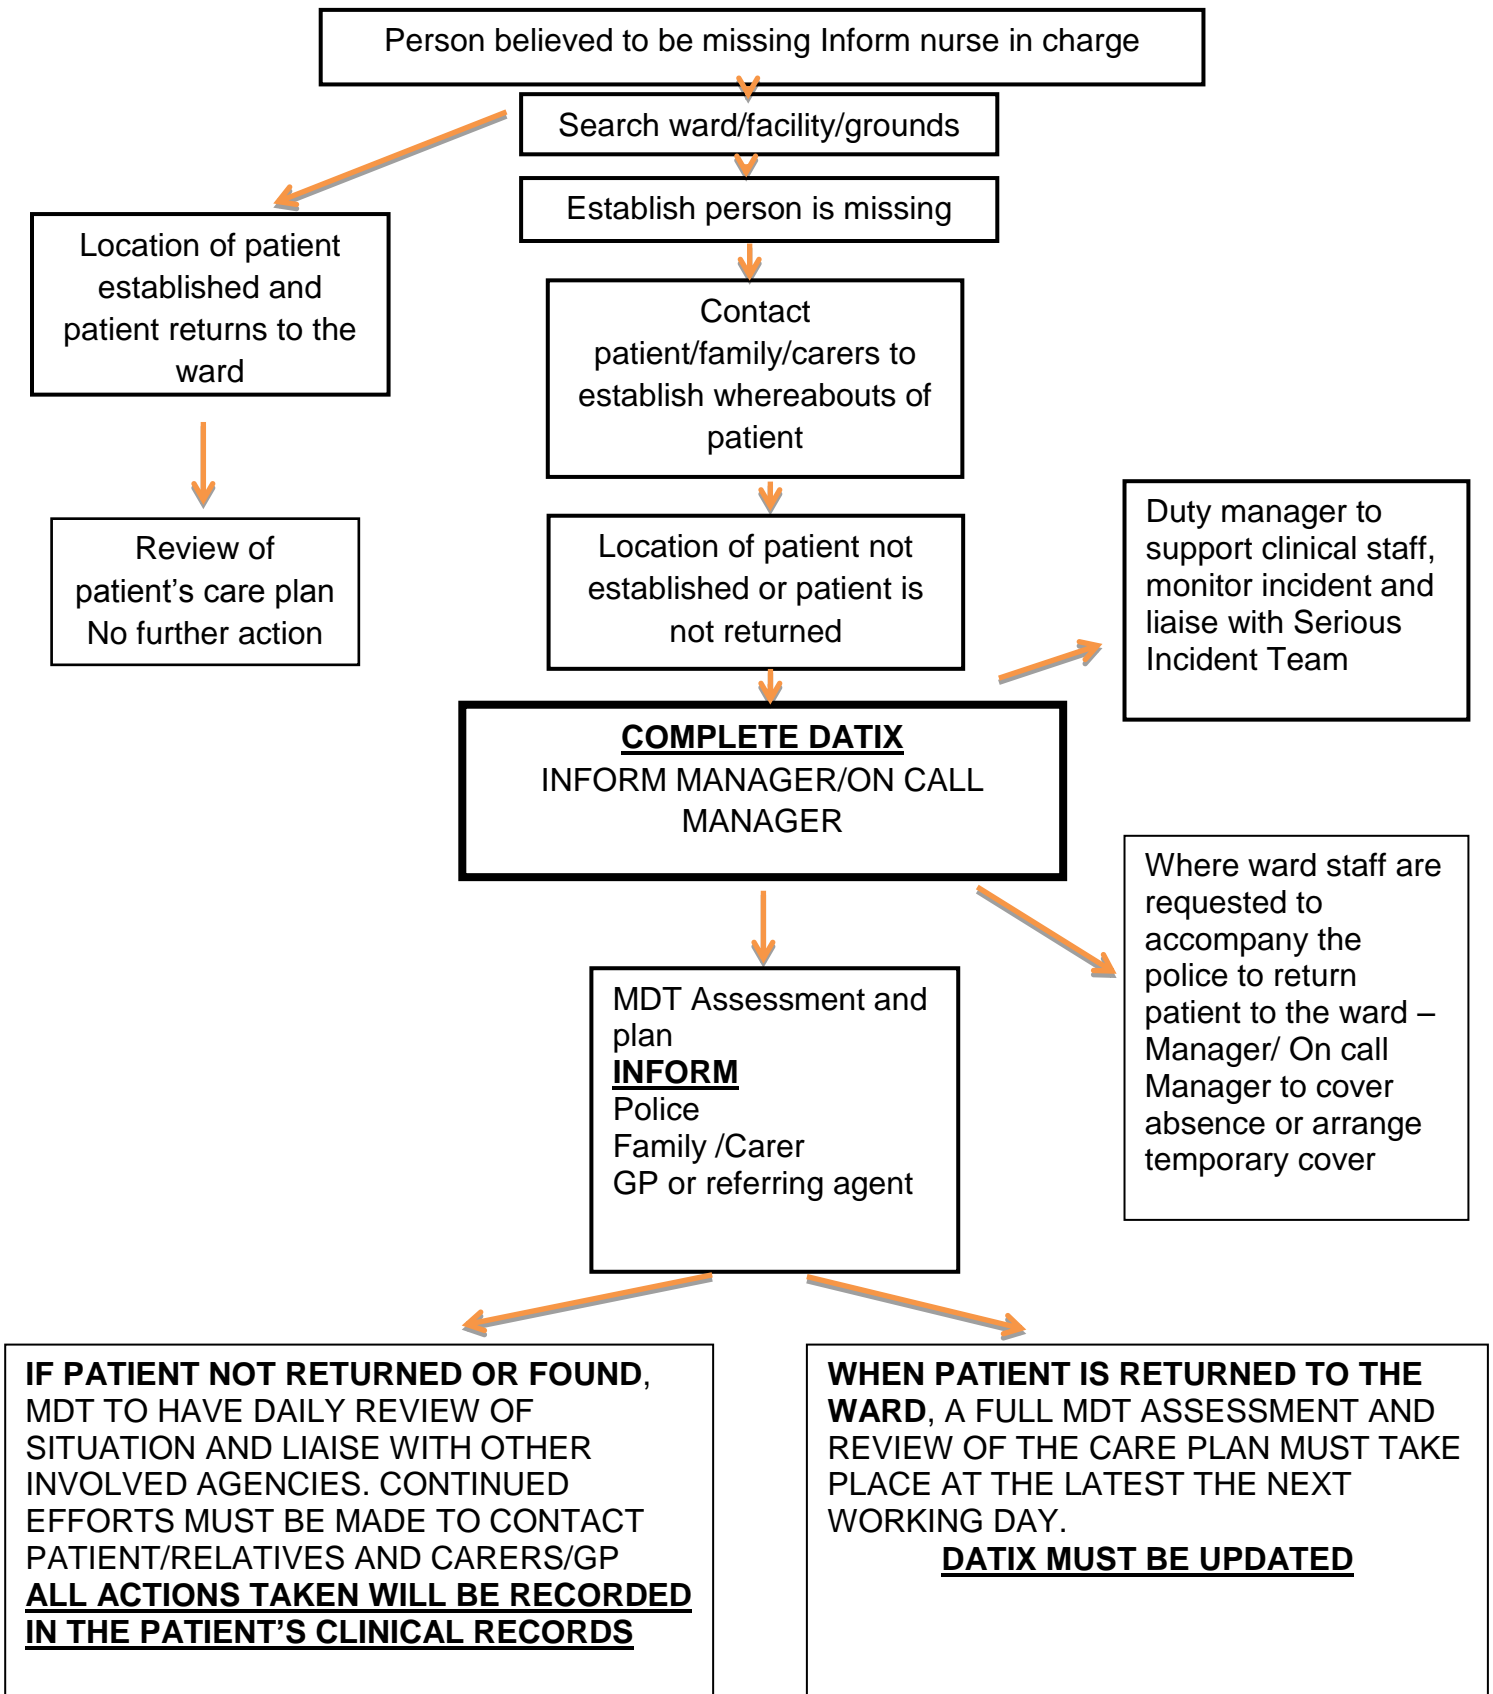 Person believed to be missing Inform nurse in charge
Search ward/facility/grounds
Establish person is missing
Location of patient
established and
patient returns to the
ward
Contact
patient/family/carers to
establish whereabouts of
patient
Review of
patient’s care plan
No further action
Location of patient not
established or patient is
not returned
Duty manager to
support clinical staff,
monitor incident and
liaise with Serious
Incident Team
COMPLETE DATIX
INFORM MANAGER/ON CALL
MANAGER
Where ward staff are
requested to
accompany the
police to return
patient to the ward –
Manager/ On call
Manager to cover
absence or arrange
temporary cover
MDT Assessment and
plan
INFORM
Police
Family /Carer
GP or referring agent
IF PATIENT NOT RETURNED OR FOUND,
MDT TO HAVE DAILY REVIEW OF
SITUATION AND LIAISE WITH OTHER
INVOLVED AGENCIES. CONTINUED
EFFORTS MUST BE MADE TO CONTACT
PATIENT/RELATIVES AND CARERS/GP
ALL ACTIONS TAKEN WILL BE RECORDED
IN THE PATIENT’S CLINICAL RECORDS
WHEN PATIENT IS RETURNED TO THE
WARD, A FULL MDT ASSESSMENT AND
REVIEW OF THE CARE PLAN MUST TAKE
PLACE AT THE LATEST THE NEXT
WORKING DAY.
DATIX MUST BE UPDATED